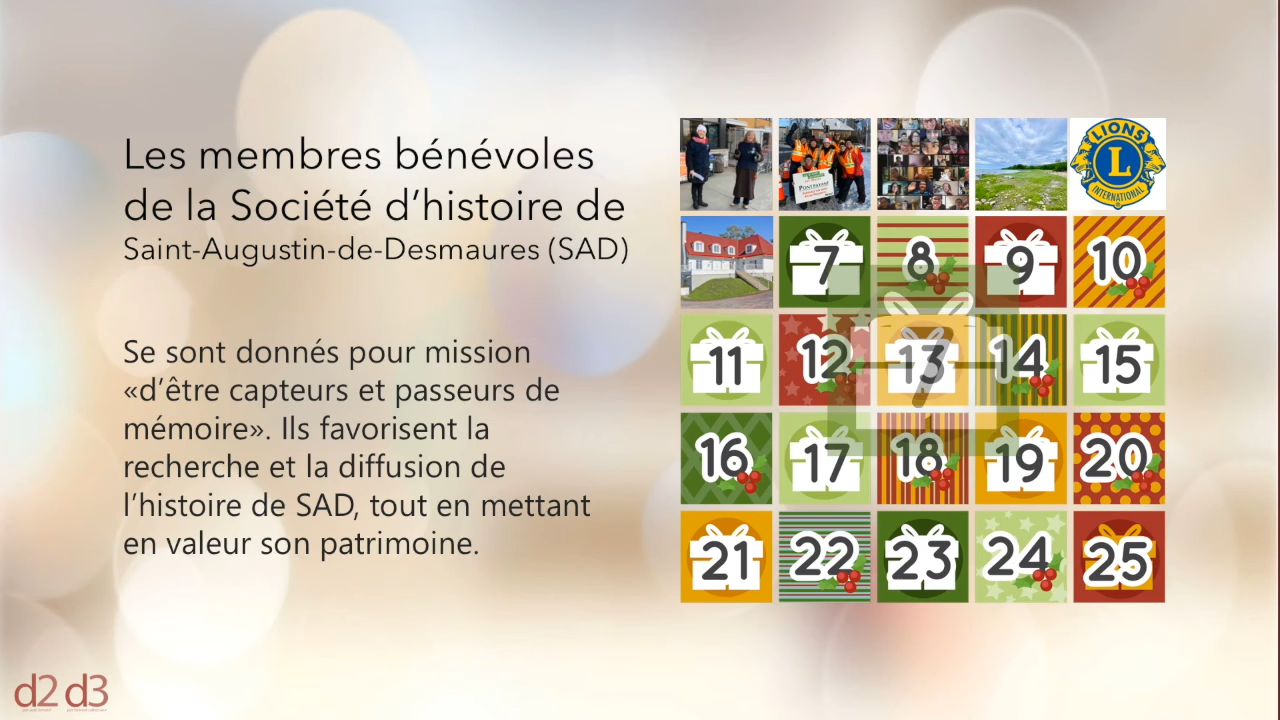 Les membres bénévoles
de la Société d’histoire de
Saint-Augustin-de-Desmaures (SAD)
Se sont donnés pour mission
«d’être capteurs et passeurs de
mémoire». Ils favorisent la
recherche et la diffusion de
l’histoire de SAD, tout en mettant
en valeur son patrimoine.
LIONS
L
INTERNATIONAL
7 8 9 10
11 12 13 14 15
7
16 17 18 19 20
21 22 23 24 25
d2 d3